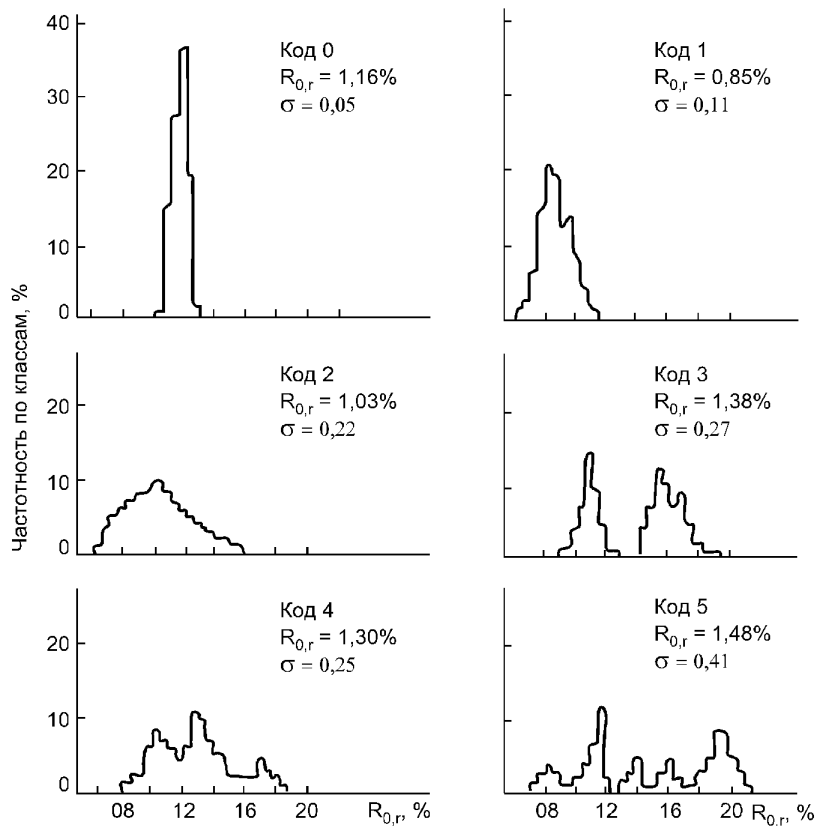 40
30
20
10
0
Код 0
R0,r = 1,16%
σ = 0,05
Код 1
R0,r = 0,85%
σ = 0,11
Частотность по классам, %
20
10
0
Код 2
R0,r = 1,03%
σ = 0,22
Код 3
R0,r = 1,38%
σ = 0,27
20
10
0
Код 4
R0,r = 1,30%
σ = 0,25
Код 5
R0,r = 1,48%
σ = 0,41
08 12 16 20 R0,r, %
08 12 16 20 R0,r, %